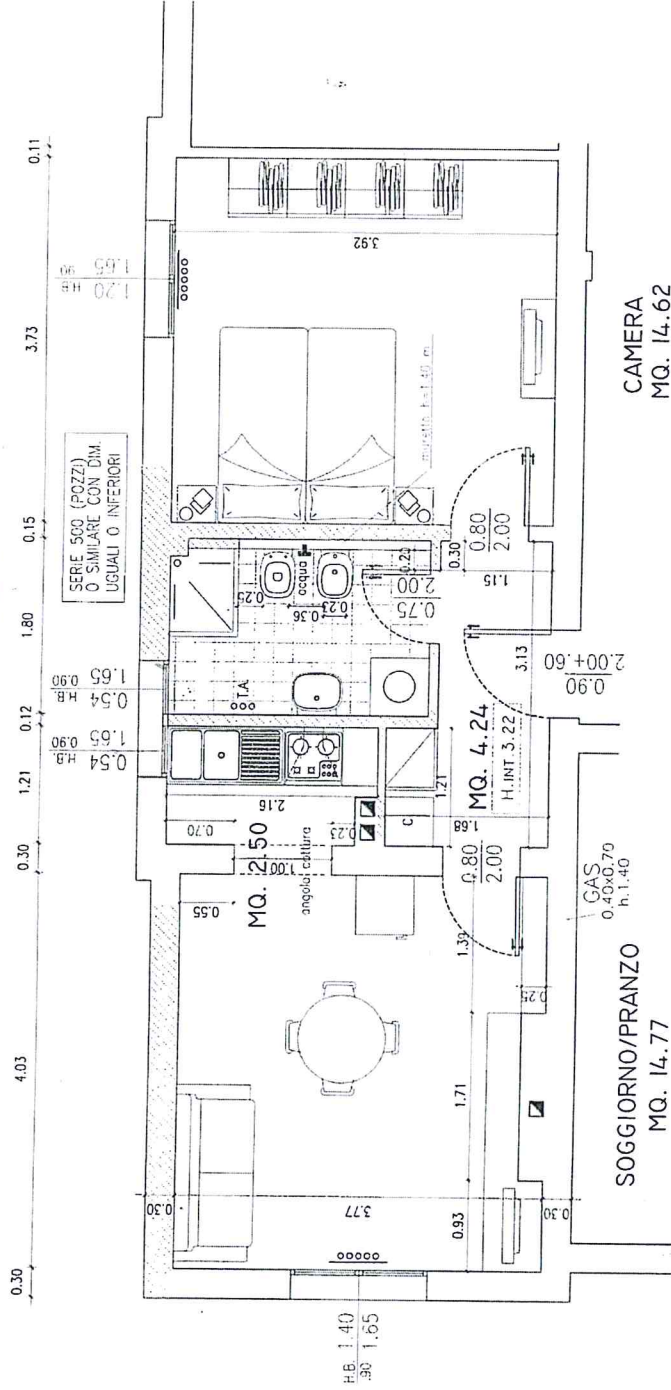 0.30
4.03
0.30
1.21
0.12
1.80
0.15
3.73
0.11
SERIE 500 (POZZI)
O SIMILARE CON DIM.
UGUALI O INFERIORI
0.54 H.B.
1.65 0.90
0.54 H.B.
1.65 0.90
1.20 H.B
1.65 90
H.B. 1.40
.90 1.65
0.30
3.77
0.30
0.55
1.00
MQ. 2.50
angolo cottura
0.70
2.16
0.23
T.A.
0.25
acqua
0.36
0.23
0.75
2.00
0.20
0.30
muretto h=1.40 m
3.92
0.80
2.00
1.15
C
1.21
1.68
MQ. 4.24
H.INT 3.22
3.13
0.90
2.00+.60
0.80
2.00
1.39
1.71
0.93
0.25
GAS
0.40x0.70
h.1.40
SOGGIORNO/PRANZO
MQ. 14.77
CAMERA
MQ. 14.62